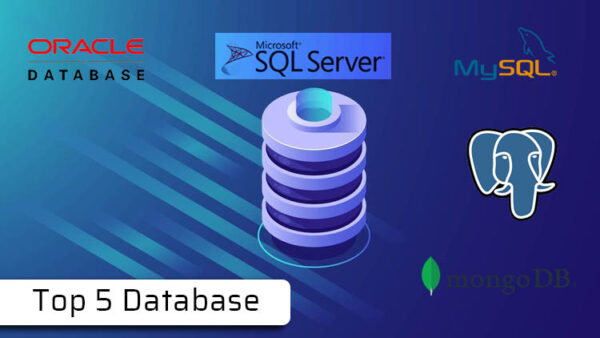 ORACLE
DATABASE
Microsoft®
SQL Server®
MySQL®
mongoDB®
Top 5 Database